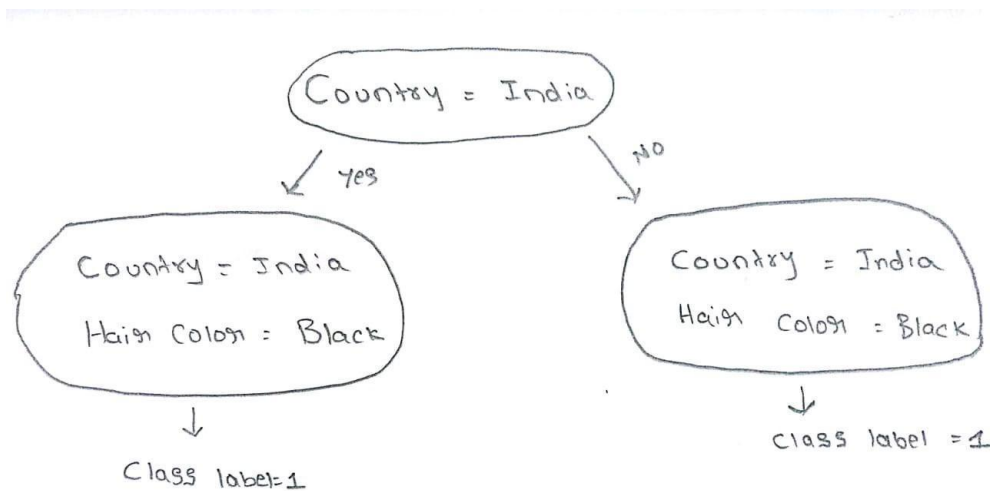 Country = India
Yes
NO
Country = India
Hair Color = Black
Country = India
Hair Color = Black
Class label=1
Class label = 1